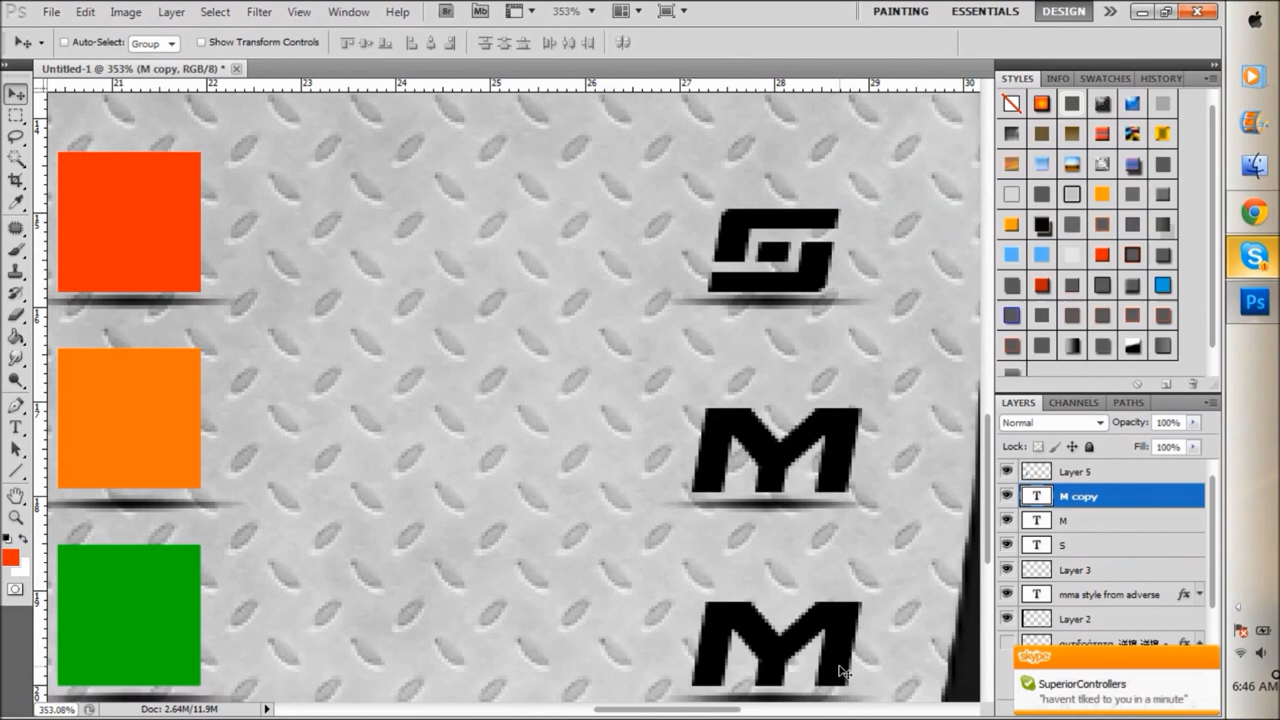 PS File Edit Image Layer Select Filter View Window Help Br Mb 353% PAINTING ESSENTIALS DESIGN
Auto-Select: Group Show Transform Controls
Untitled-1 @ 353% (M copy, RGB/8) *
21 22 23 24 25 26 27 28 29 30
STYLES INFO SWATCHES HISTORY
S
M
M
LAYERS CHANNELS PATHS
Normal Opacity: 100%
Lock: Fill: 100%
Layer 5
T M copy
T M
T S
Layer 3
T mma style from adverse fx
Layer 2
skype
SuperiorControllers
"havent tlked to you in a minute"
6:46 AM
353.08% Doc: 2.64M/11.9M